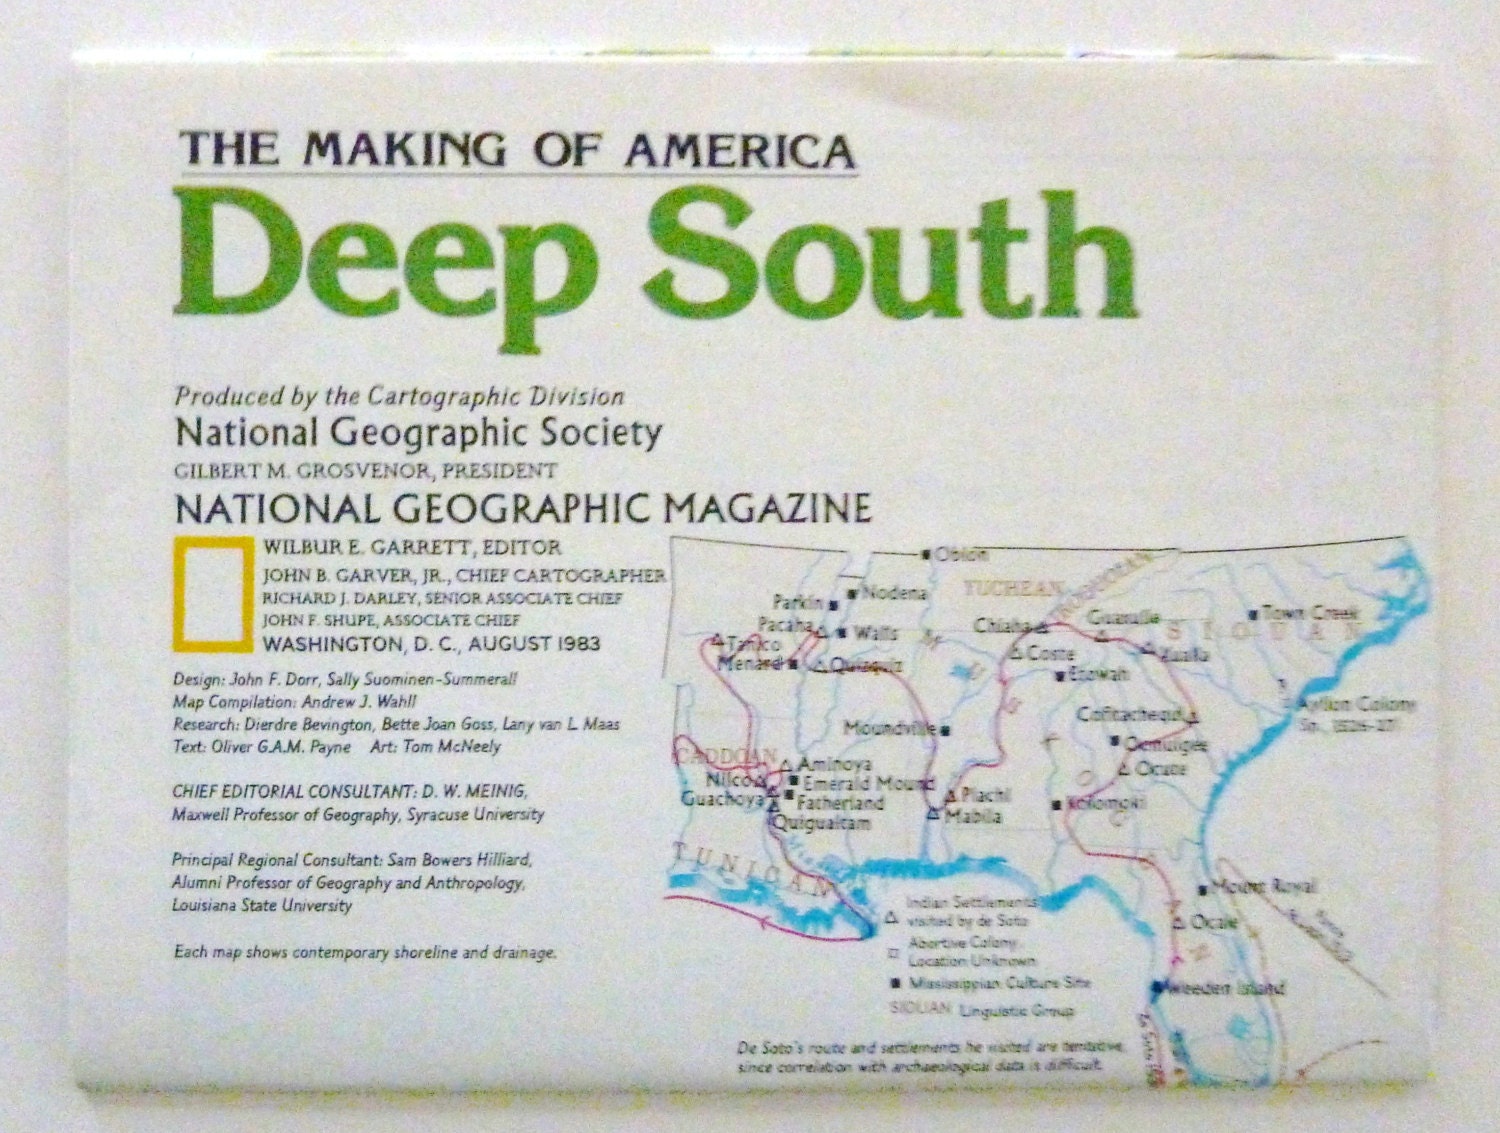 THE MAKING OF AMERICA
Deep South
Produced by the Cartographic Division
National Geographic Society
GILBERT M. GROSVENOR, PRESIDENT
NATIONAL GEOGRAPHIC MAGAZINE
WILBUR E. GARRETT, EDITOR
JOHN B. GARVER, JR., CHIEF CARTOGRAPHER
RICHARD J. DARLEY, SENIOR ASSOCIATE CHIEF
JOHN F. SHUPE, ASSOCIATE CHIEF
WASHINGTON, D. C., AUGUST 1983
Design: John F. Dorr, Sally Suominen-Summerall
Map Compilation: Andrew J. Wahll
Research: Dierdre Bevington, Bette Joan Goss, Lany van L. Maas
Text: Oliver G.A.M. Payne Art: Tom McNeely
CHIEF EDITORIAL CONSULTANT: D. W. MEINIG,
Maxwell Professor of Geography, Syracuse University
Principal Regional Consultant: Sam Bowers Hilliard,
Alumni Professor of Geography and Anthropology,
Louisiana State University
Each map shows contemporary shoreline and drainage.
Obion
YUCHEAN
IROQUOIAN
Nodena
Parkin
Pacaha
Walls
Tanico
Menard
Quizquiz
Chiaha
Guasulle
Town Creek
SIOUAN
Xualla
Coste
Etowah
Ayllon Colony
Cofitachequi
Moundville
Ocmulgee
Ocute
CADDOAN
Aminoya
Nilco
Emerald Mound
Guachoya
Fatherland
Quigualtam
Piachi
Mabila
Kolomoki
TUNICAN
Mount Royal
Ocale
Weeden Island
Indian Settlements
visited by de Soto
Abortive Colony,
Location Unknown
Mississippian Culture Site
SIOUAN Linguistic Group
De Soto's route and settlements he visited are tentative,
since correlation with archaeological data is difficult.